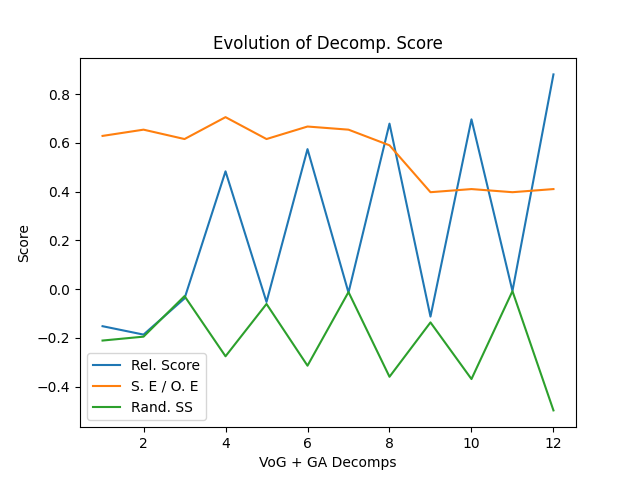 Evolution of Decomp. Score
Score
0.8
0.6
0.4
0.2
0.0
−0.2
−0.4
Rel. Score
S. E / O. E
Rand. SS
2 4 6 8 10 12
VoG + GA Decomps